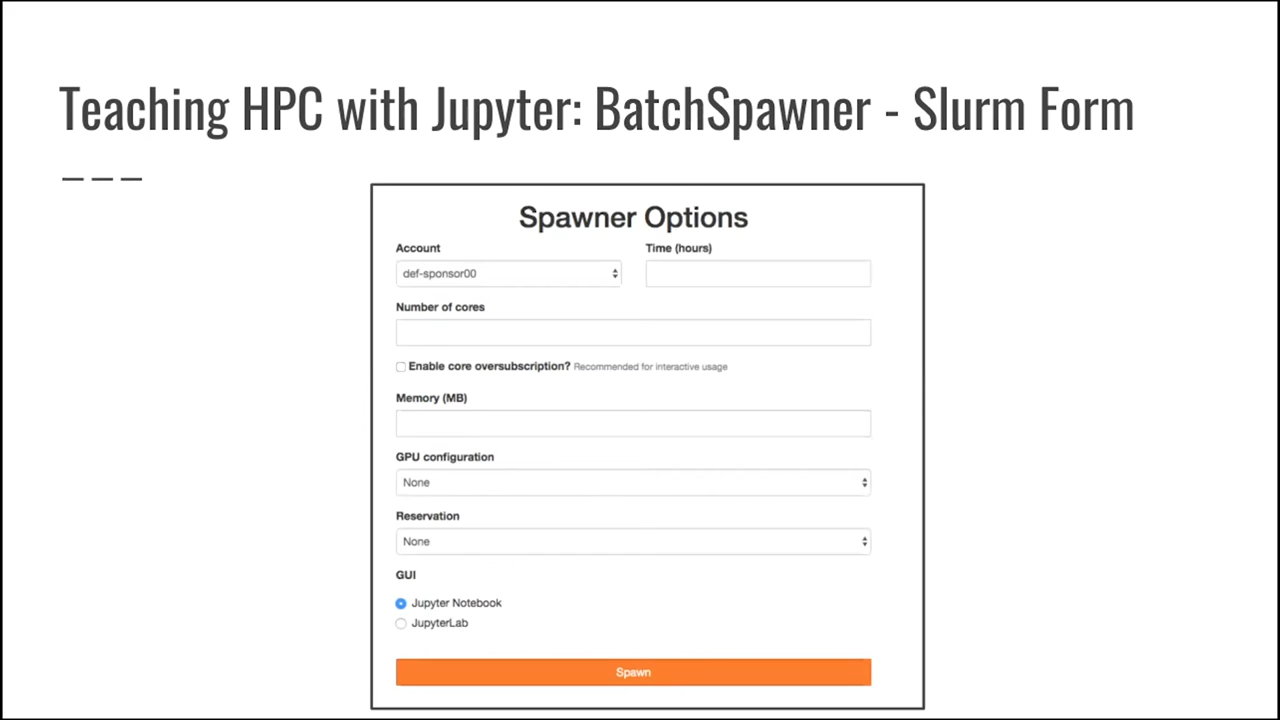 Teaching HPC with Jupyter: BatchSpawner - Slurm Form
Spawner Options
Account
Time (hours)
def-sponsor00
Number of cores
Enable core oversubscription? Recommended for interactive usage
Memory (MB)
GPU configuration
None
Reservation
None
GUI
Jupyter Notebook
JupyterLab
Spawn